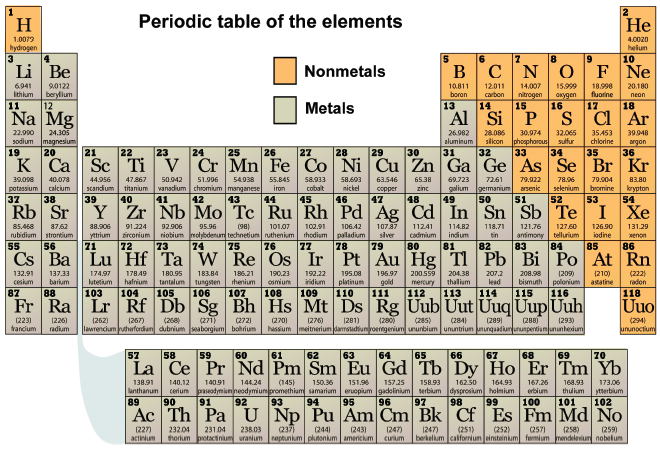 Periodic table of the elements
Nonmetals
Metals
1 2
H He
1.0079 4.0020
hydrogen helium
3 4 5 6 7 8 9 10
Li Be B C N O F Ne
6.941 9.0122 10.811 12.011 14.007 15.999 18.998 20.180
lithium beryllium boron carbon nitrogen oxygen fluorine neon
11 12 13 14 15 16 17 18
Na Mg Al Si P S Cl Ar
22.990 24.305 26.982 28.086 30.974 32.065 35.453 39.948
sodium magnesium aluminum silicon phosphorous sulfur chlorine argon
19 20 21 22 23 24 25 26 27 28 29 30 31 32 33 34 35 36
K Ca Sc Ti V Cr Mn Fe Co Ni Cu Zn Ga Ge As Se Br Kr
39.098 40.078 44.956 47.867 50.942 51.996 54.938 55.845 58.933 58.693 63.546 65.38 69.723 72.61 79.922 78.96 79.904 83.80
potassium calcium scandium titanium vanadium chromium manganese iron cobalt nickel copper zinc gallium germanium arsenic selenium bromine krypton
37 38 39 40 41 42 43 44 45 46 47 48 49 50 51 52 53 54
Rb Sr Y Zr Nb Mo Tc Ru Rh Pd Ag Cd In Sn Sb Te I Xe
85.468 87.62 88.906 91.224 92.906 95.96 (98) 101.07 102.91 106.42 107.87 112.41 114.82 118.71 121.76 127.60 126.90 131.29
rubidium strontium yttrium zirconium niobium molybdenum technetium ruthenium rhodium palladium silver cadmium indium tin antimony tellurium iodine xenon
55 56 71 72 73 74 75 76 77 78 79 80 81 82 83 84 85 86
Cs Ba Lu Hf Ta W Re Os Ir Pt Au Hg Tl Pb Bi Po At Rn
132.91 137.33 174.97 178.49 180.95 183.84 186.21 190.23 192.22 195.08 196.97 200.59 204.38 207.2 208.98 (209) (210) (222)
cesium barium lutetium hafnium tantalum tungsten rhenium osmium iridium platinum gold mercury thallium lead bismuth polonium astatine radon
87 88 103 104 105 106 107 108 109 110 111 112 113 114 115 116 118
Fr Ra Lr Rf Db Sg Bh Hs Mt Ds Rg Uub Uut Uuq Uup Uuh Uuo
(223) (226) (262) (267) (268) (271) (272) (270) (276) (281) (280) (285) (284) (289) (288) (293) (294)
francium radium lawrencium rutherfordium dubnium seaborgium bohrium hassium meitnerium darmstadtium roentgenium ununbium ununtrium ununquadium ununpentium ununhexium ununoctium
57 58 59 60 61 62 63 64 65 66 67 68 69 70
La Ce Pr Nd Pm Sm Eu Gd Tb Dy Ho Er Tm Yb
138.91 140.12 140.91 144.24 (145) 150.36 151.96 157.25 158.93 162.50 164.93 167.26 168.93 173.06
lanthanum cerium praseodymium neodymium promethium samarium europium gadolinium terbium dysprosium holmium erbium thulium ytterbium
89 90 91 92 93 94 95 96 97 98 99 100 101 102
Ac Th Pa U Np Pu Am Cm Bk Cf Es Fm Md No
(227) 232.04 231.04 238.03 (237) (244) (243) (247) (247) (251) (252) (257) (258) (259)
actinium thorium protactinium uranium neptunium plutonium americium curium berkelium californium einsteinium fermium mendelevium nobelium